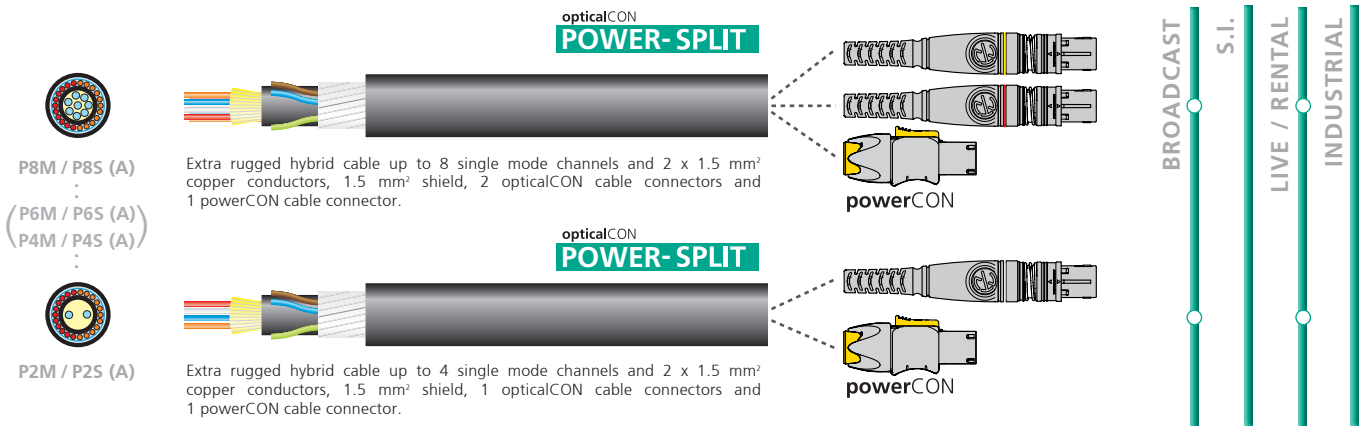 opticalCON
POWER- SPLIT
P8M / P8S (A)
Extra rugged hybrid cable up to 8 single mode channels and 2 x 1.5 mm²
copper conductors, 1.5 mm² shield, 2 opticalCON cable connectors and
1 powerCON cable connector.
powerCON
(P6M / P6S (A)
P4M / P4S (A))
opticalCON
POWER- SPLIT
P2M / P2S (A)
Extra rugged hybrid cable up to 4 single mode channels and 2 x 1.5 mm²
copper conductors, 1.5 mm² shield, 1 opticalCON cable connectors and
1 powerCON cable connector.
powerCON
BROADCAST
S.I.
LIVE / RENTAL
INDUSTRIAL